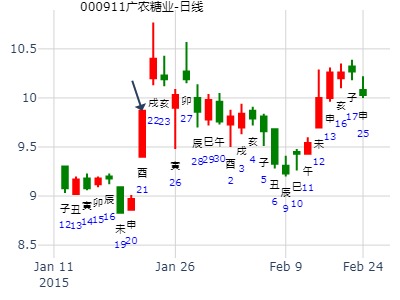 000911广农糖业-日线
10.5
10
9.5
9
8.5
子
12
丑
13
寅
14
卯
15
辰
16
未
19
申
20
酉
21
戌
22
亥
23
寅
26
卯
27
辰
28
巳
29
午
30
酉
2
戌
3
亥
4
子
5
丑
6
辰
9
巳
10
午
11
未
12
申
13
亥
16
子
17
申
25
Jan 11
2015
Jan 26
Feb 9
Feb 24